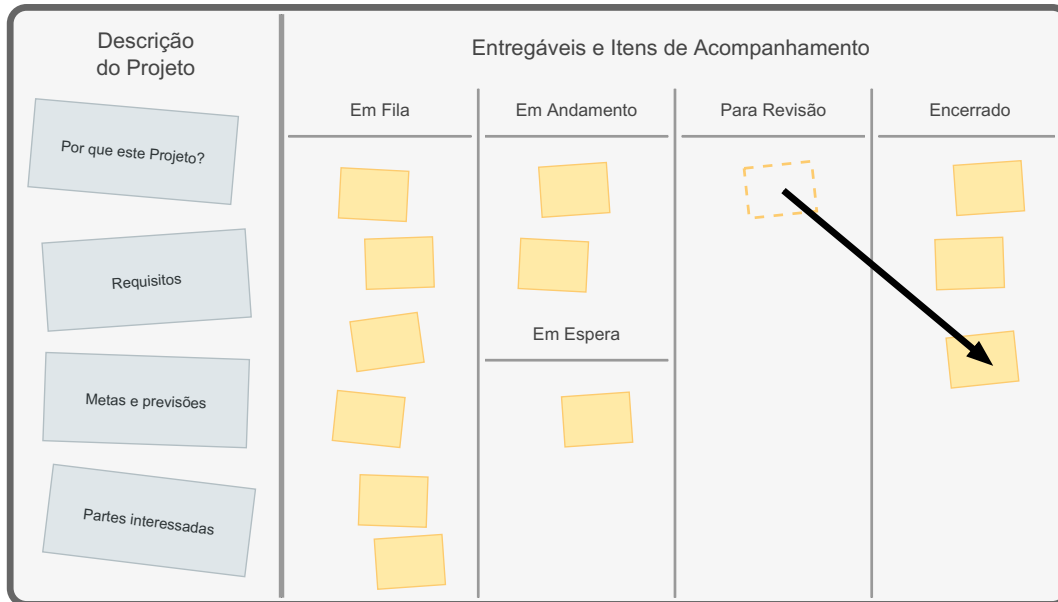 Descrição
do Projeto
Por que este Projeto?
Requisitos
Metas e previsões
Partes interessadas
Entregáveis e Itens de Acompanhamento
Em Fila
Em Andamento
Em Espera
Para Revisão
Encerrado